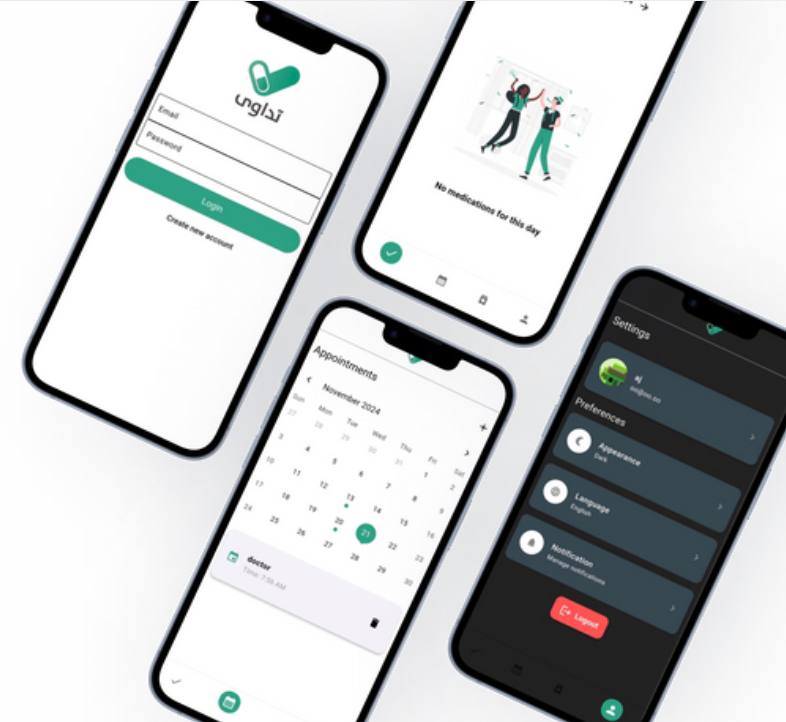 تداوي
Email
Password
Login
Create new account
No medications for this day
Appointments
November 2024
Sun Mon Tue Wed Thu Fri Sat
27 28 29 30 31 1 2
3 4 5 6 7 8 9
10 11 12 13 14 15 16
17 18 19 20 21 22 23
24 25 26 27 28 29 30
doctor
Time: 7:56 AM
Settings
Preferences
Appearance
Dark
Language
English
Notification
Manage notifications
Logout